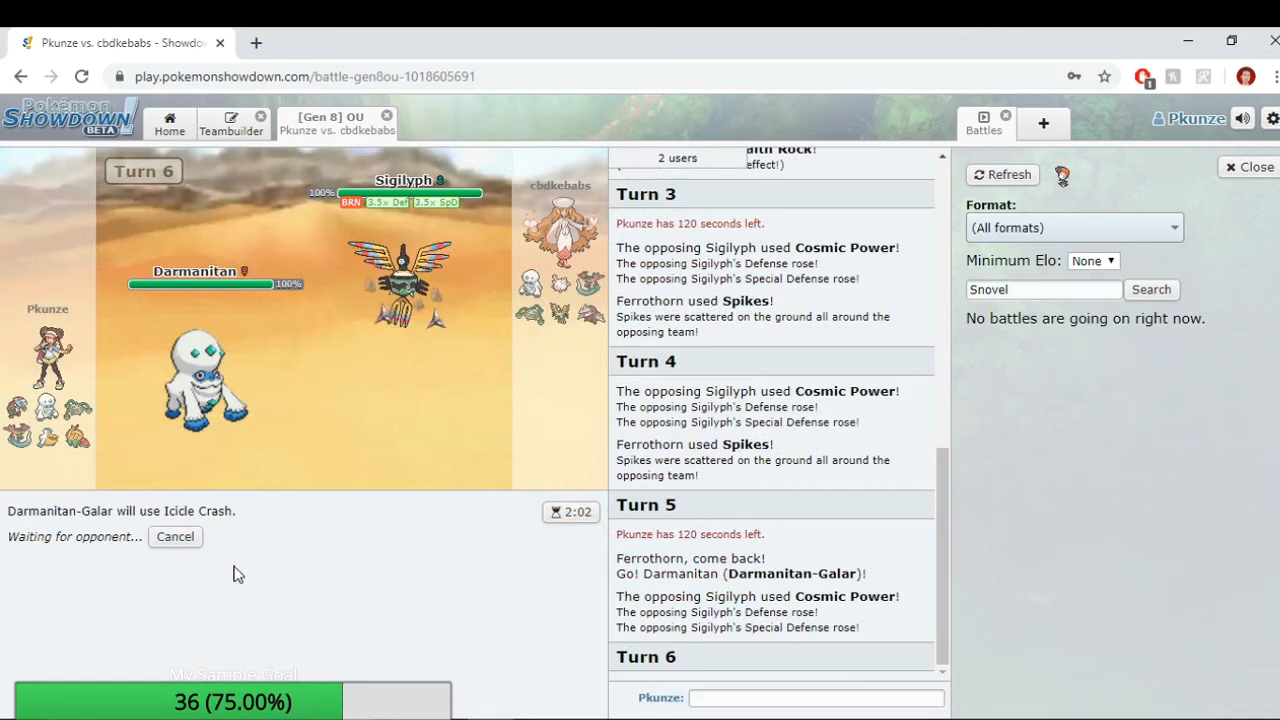 Pkunze vs. cbdkebabs - Showdov
play.pokemonshowdown.com/battle-gen8ou-1018605691
1
Pokémon
SHOWDOWN!
BETA
Home
Teambuilder
[Gen 8] OU
Pkunze vs. cbdkebabs
Battles
Pkunze
Turn 6
Sigilyph
100%
BRN 3.5× Def 3.5× SpD
Darmanitan
100%
Pkunze
cbdkebabs
2 users
alth Rock!
effect!)
Turn 3
Pkunze has 120 seconds left.
The opposing Sigilyph used Cosmic Power!
The opposing Sigilyph's Defense rose!
The opposing Sigilyph's Special Defense rose!
Ferrothorn used Spikes!
Spikes were scattered on the ground all around the
opposing team!
Turn 4
The opposing Sigilyph used Cosmic Power!
The opposing Sigilyph's Defense rose!
The opposing Sigilyph's Special Defense rose!
Ferrothorn used Spikes!
Spikes were scattered on the ground all around the
opposing team!
Turn 5
Pkunze has 120 seconds left.
Ferrothorn, come back!
Go! Darmanitan (Darmanitan-Galar)!
The opposing Sigilyph used Cosmic Power!
The opposing Sigilyph's Defense rose!
The opposing Sigilyph's Special Defense rose!
Turn 6
Pkunze:
Refresh
Close
Format:
(All formats)
Minimum Elo: None
Snovel
Search
No battles are going on right now.
Darmanitan-Galar will use Icicle Crash.
2:02
Waiting for opponent... Cancel
My Sample Goal
36 (75.00%)